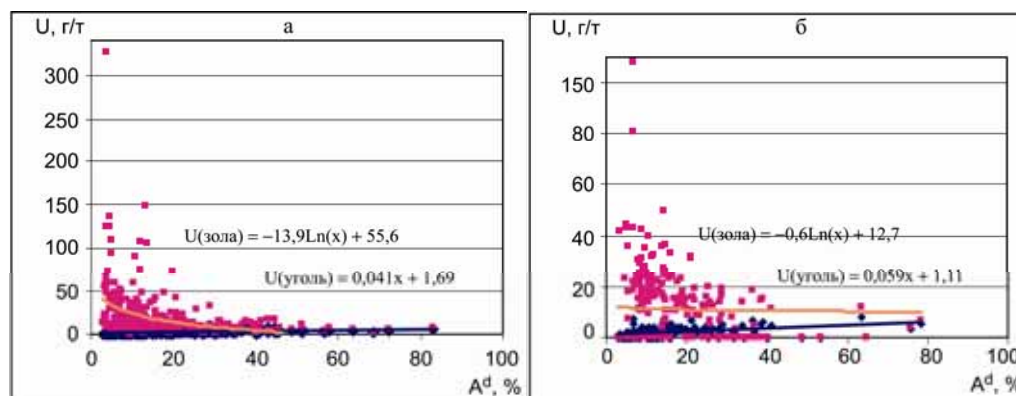 U, г/т
а
300
250
200
150
100
50
0
U(зола) = −13,9Ln(x) + 55,6
U(уголь) = 0,041x + 1,69
0 20 40 60 80 100
A^d, %
U, г/т
б
150
80
60
40
20
0
U(зола) = −0,6Ln(x) + 12,7
U(уголь) = 0,059x + 1,11
0 20 40 60 80 100
A^d, %